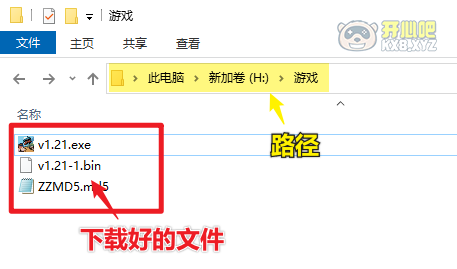 游戏
开心吧
KX8.XYZ
文件 主页 共享 查看
此电脑 新加卷 (H:) 游戏
路径
名称
v1.21.exe
v1.21-1.bin
ZZMD5.md5
下载好的文件